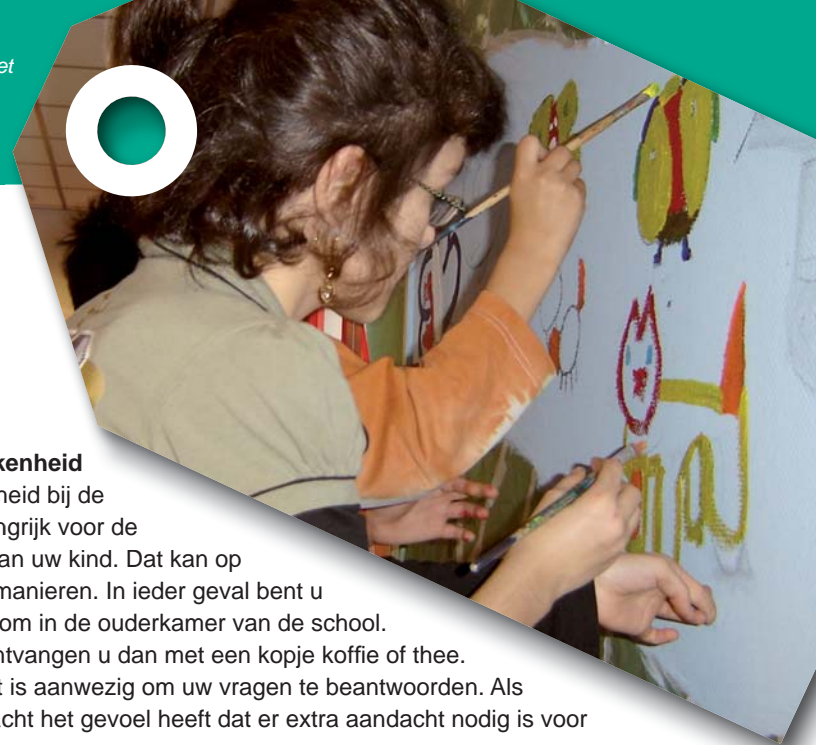 et
kenheid
heid bij de
ngrijk voor de
an uw kind. Dat kan op
manieren. In ieder geval bent u
om in de ouderkamer van de school.
ntvangen u dan met een kopje koffie of thee.
t is aanwezig om uw vragen te beantwoorden. Als
acht het gevoel heeft dat er extra aandacht nodig is voor